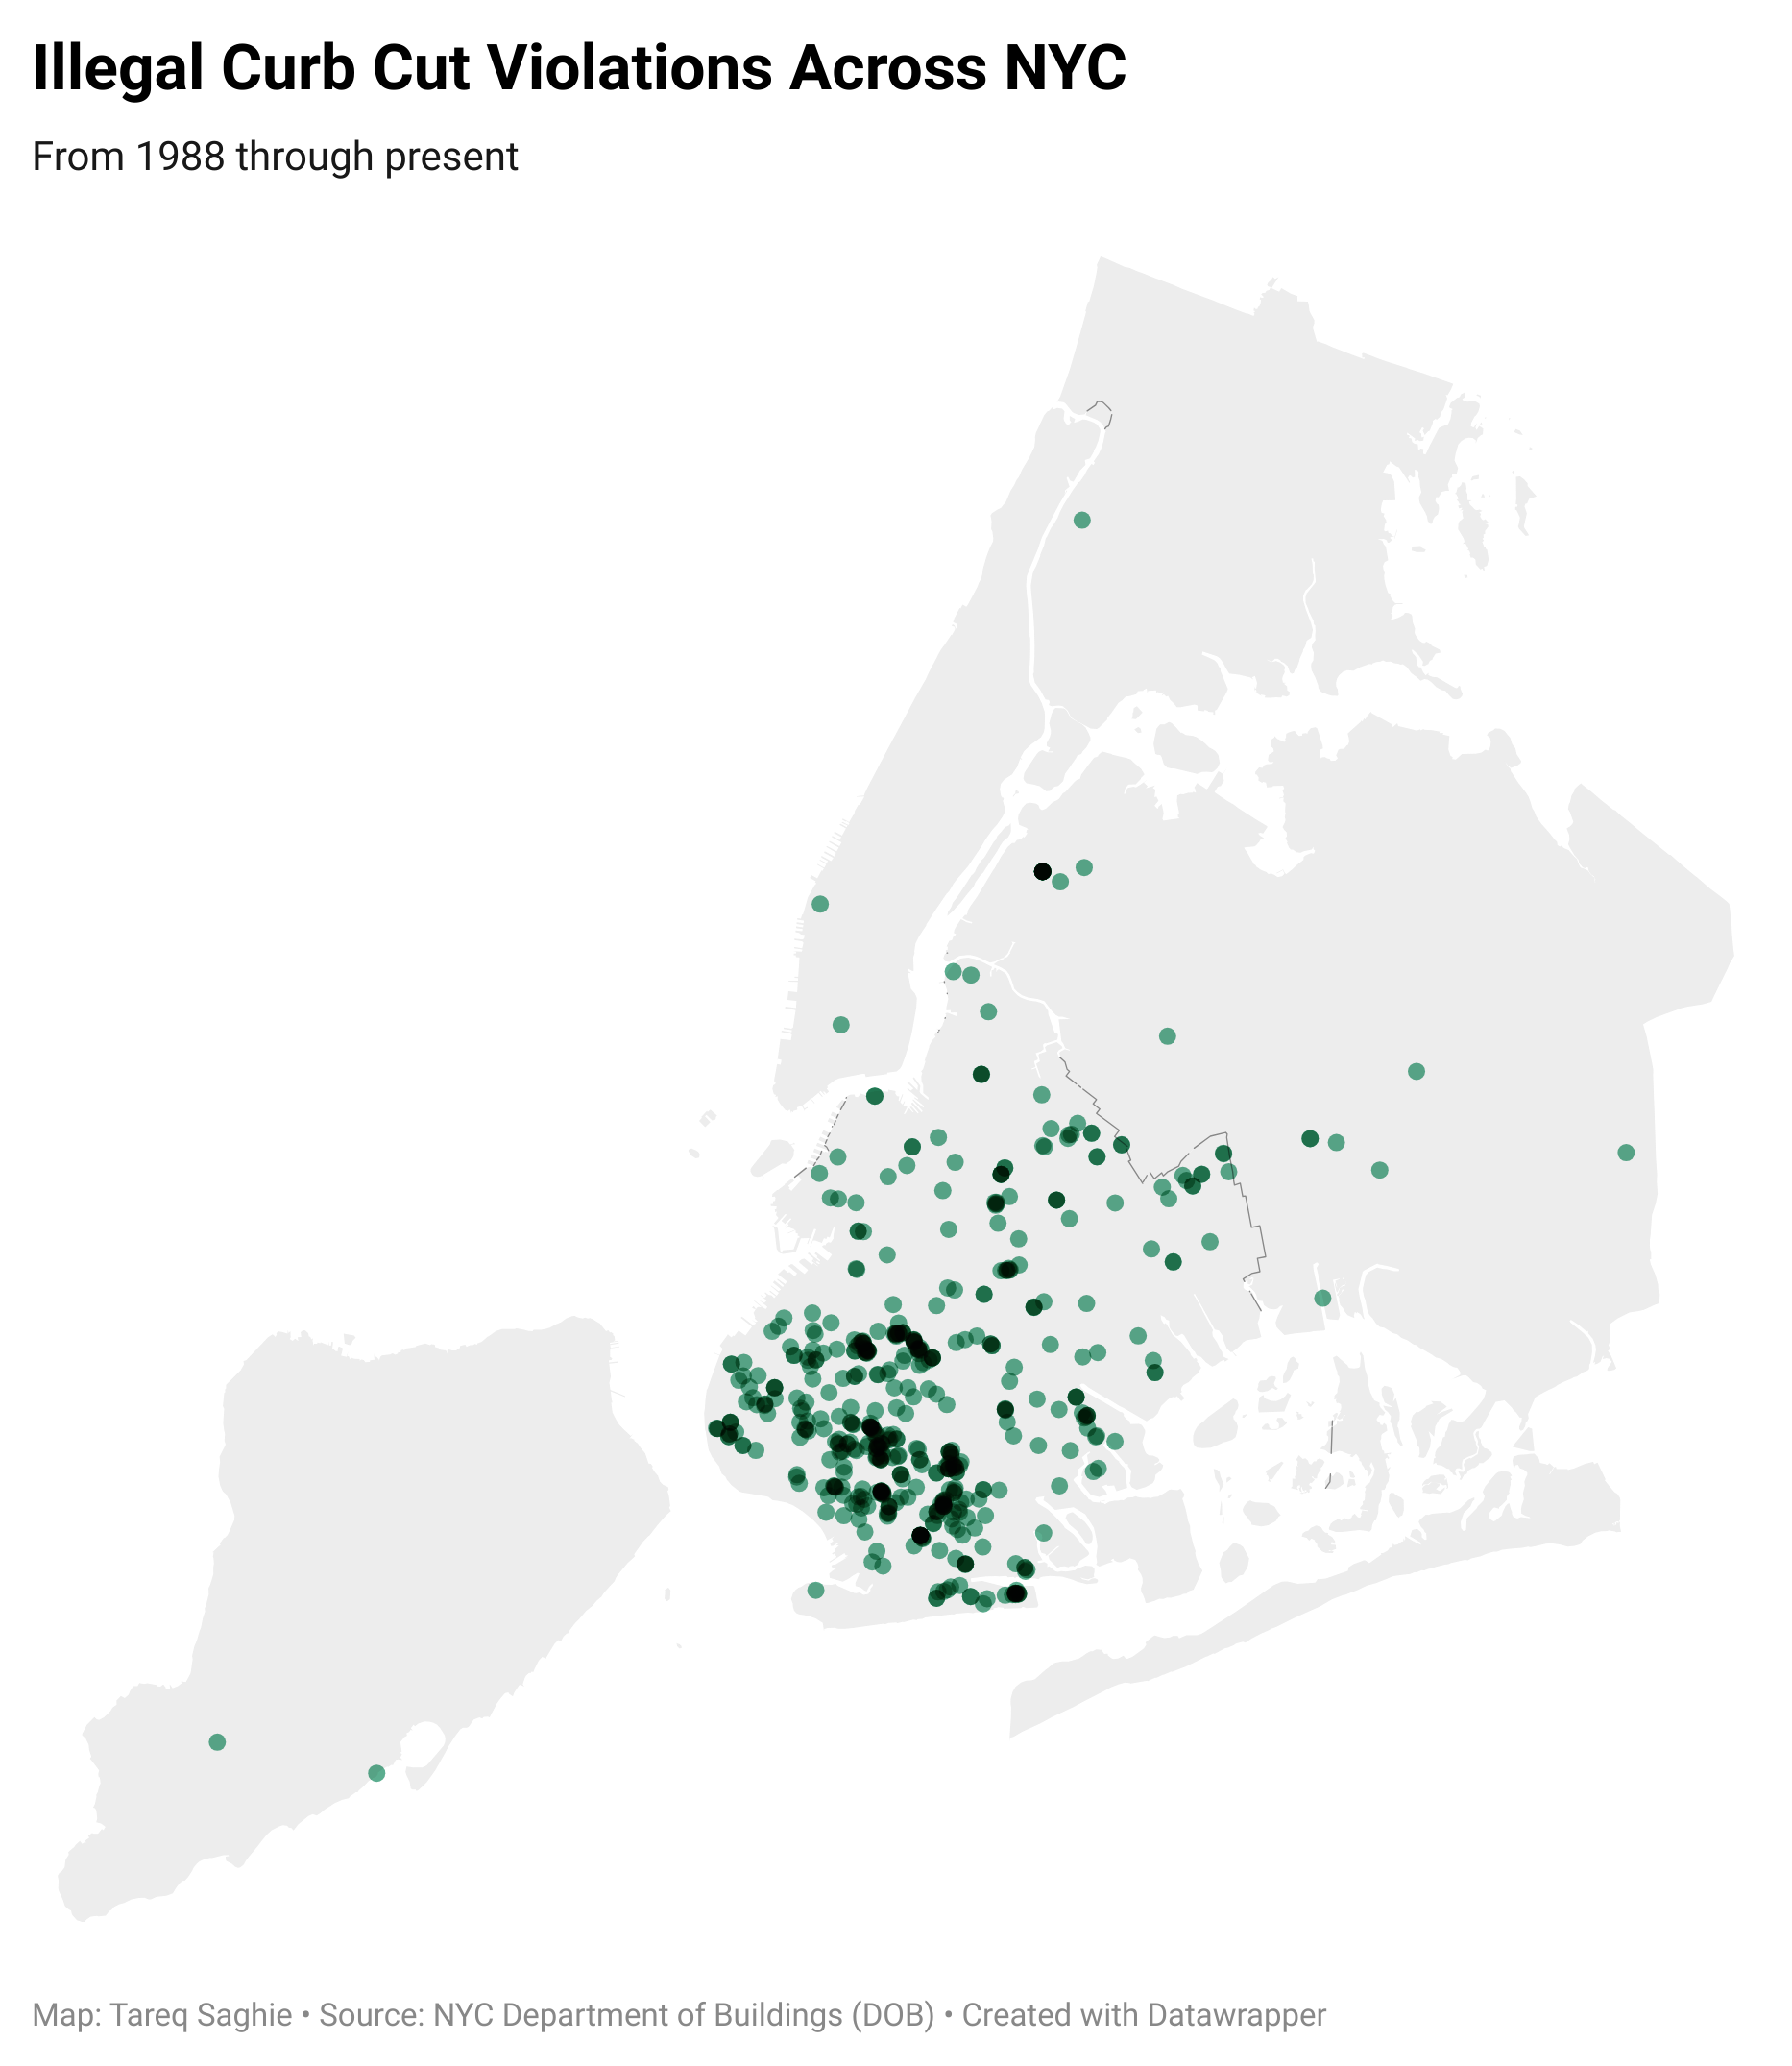 Illegal Curb Cut Violations Across NYC
From 1988 through present
Map: Tareq Saghie • Source: NYC Department of Buildings (DOB) • Created with Datawrapper